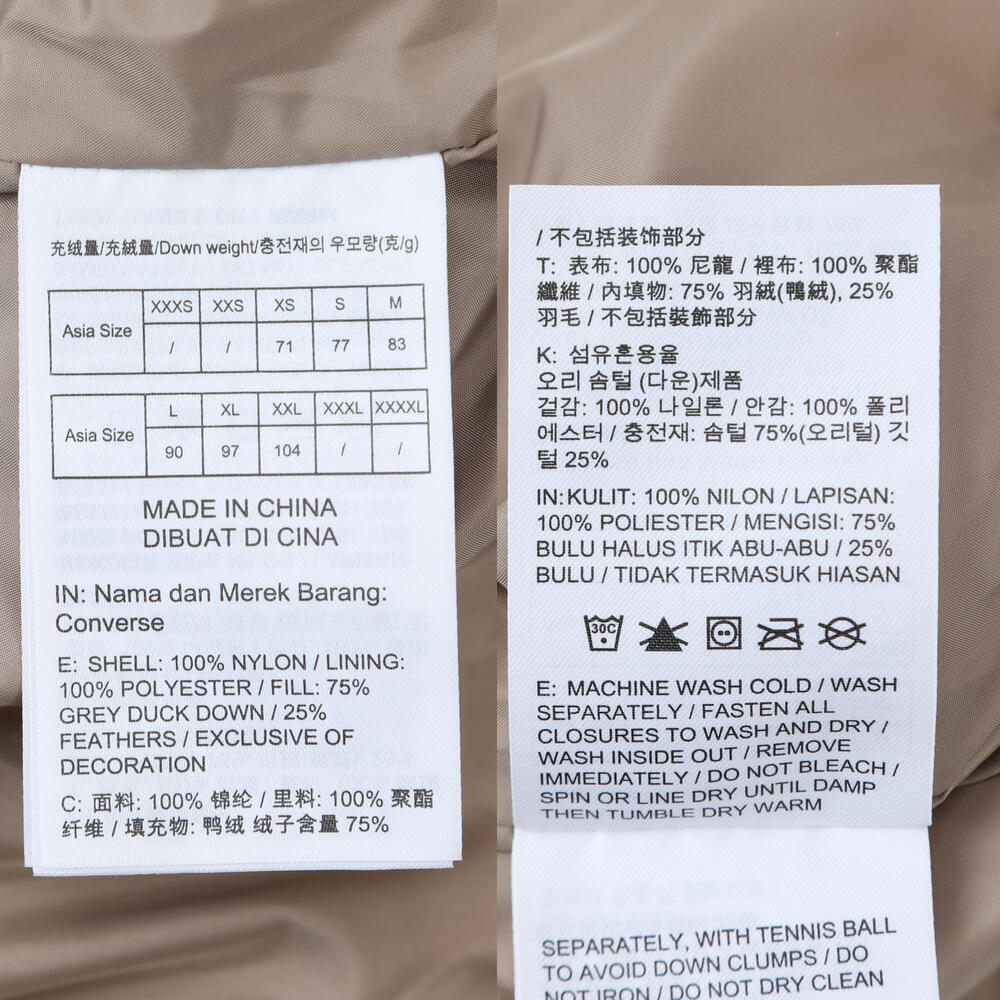 充绒量/充絨量/Down weight/충전재의 우모량(克/g)
Asia Size XXXS XXS XS S M
/ / 71 77 83
Asia Size L XL XXL XXXL XXXXL
90 97 104 / /
MADE IN CHINA
DIBUAT DI CINA
IN: Nama dan Merek Barang:
Converse
E: SHELL: 100% NYLON / LINING:
100% POLYESTER / FILL: 75%
GREY DUCK DOWN / 25%
FEATHERS / EXCLUSIVE OF
DECORATION
C: 面料: 100% 锦纶 / 里料: 100% 聚酯
纤维 / 填充物: 鸭绒 绒子含量 75%
/ 不包括装饰部分
T: 表布: 100% 尼龍 / 裡布: 100% 聚酯
纖維 / 內填物: 75% 羽絨(鴨絨), 25%
羽毛 / 不包括裝飾部分
K: 섬유혼용율
오리 솜털 (다운)제품
겉감: 100% 나일론 / 안감: 100% 폴리
에스터 / 충전재: 솜털 75%(오리털) 깃
털 25%
IN: KULIT: 100% NILON / LAPISAN:
100% POLIESTER / MENGISI: 75%
BULU HALUS ITIK ABU-ABU / 25%
BULU / TIDAK TERMASUK HIASAN
30C
E: MACHINE WASH COLD / WASH
SEPARATELY / FASTEN ALL
CLOSURES TO WASH AND DRY /
WASH INSIDE OUT / REMOVE
IMMEDIATELY / DO NOT BLEACH /
SPIN OR LINE DRY UNTIL DAMP
THEN TUMBLE DRY WARM
SEPARATELY, WITH TENNIS BALL
TO AVOID DOWN CLUMPS / DO
NOT IRON / DO NOT DRY CLEAN